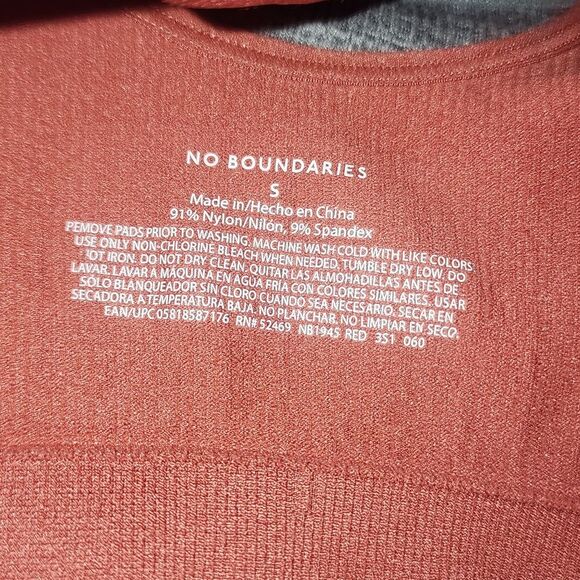 NO BOUNDARIES
S
Made in/Hecho en China
91% Nylon/Nilón, 9% Spandex
PEMOVE PADS PRIOR TO WASHING. MACHINE WASH COLD WITH LIKE COLORS
USE ONLY NON-CHLORINE BLEACH WHEN NEEDED. TUMBLE DRY LOW. DO
'OT IRON. DO NOT DRY CLEAN. QUITAR LAS ALMOHADILLAS ANTES DE
LAVAR. LAVAR A MÁQUINA EN AGUA FRIA CON COLORES SIMILARES. USAR
SÓLO BLANQUEADOR SIN CLORO CUANDO SEA NECESARIO. SECAR EN
SECADORA A TEMPERATURA BAJA. NO PLANCHAR. NO LIMPIAR EN SECO.
EAN/UPC 05818587176 RN# 52469 NB1945 RED 3S1 060